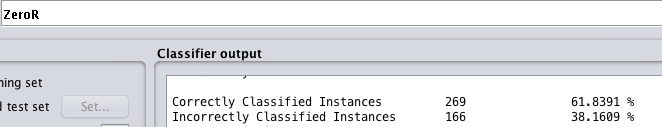 ZeroR
Classifier output
ning set
d test set Set...
Correctly Classified Instances 269 61.8391 %
Incorrectly Classified Instances 166 38.1609 %